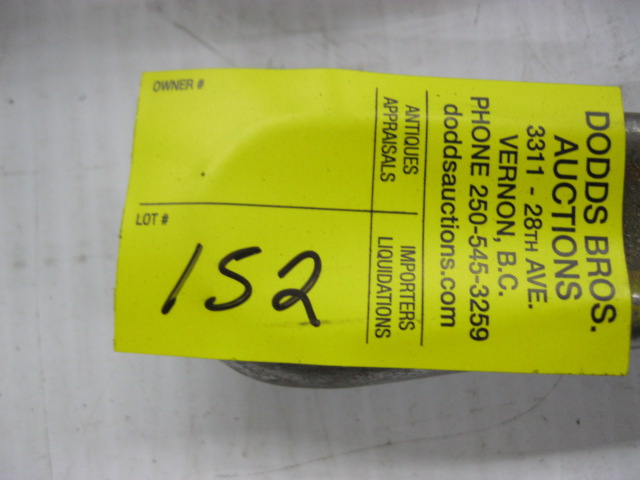 DODDS BROS.
AUCTIONS
3311 - 28TH AVE.
VERNON, B.C.
PHONE 250-545-3259
doddsauctions.com
ANTIQUES IMPORTERS
APPRAISALS LIQUIDATIONS
OWNER #
LOT #
152